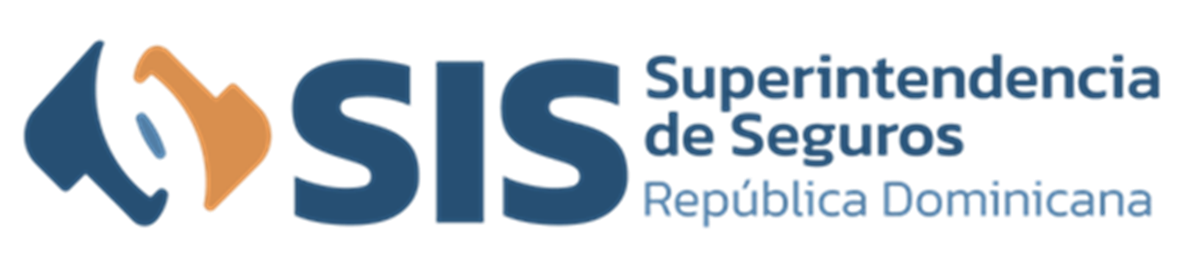 SIS
Superintendencia
de Seguros
República Dominicana